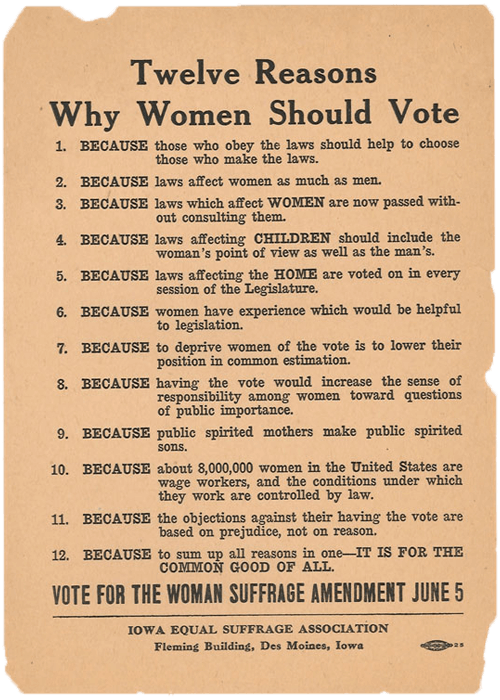 Twelve Reasons
Why Women Should Vote
1. BECAUSE those who obey the laws should help to choose
those who make the laws.
2. BECAUSE laws affect women as much as men.
3. BECAUSE laws which affect WOMEN are now passed with-
out consulting them.
4. BECAUSE laws affecting CHILDREN should include the
woman's point of view as well as the man's.
5. BECAUSE laws affecting the HOME are voted on in every
session of the Legislature.
6. BECAUSE women have experience which would be helpful
to legislation.
7. BECAUSE to deprive women of the vote is to lower their
position in common estimation.
8. BECAUSE having the vote would increase the sense of
responsibility among women toward questions
of public importance.
9. BECAUSE public spirited mothers make public spirited
sons.
10. BECAUSE about 8,000,000 women in the United States are
wage workers, and the conditions under which
they work are controlled by law.
11. BECAUSE the objections against their having the vote are
based on prejudice, not on reason.
12. BECAUSE to sum up all reasons in one—IT IS FOR THE
COMMON GOOD OF ALL.
VOTE FOR THE WOMAN SUFFRAGE AMENDMENT JUNE 5
IOWA EQUAL SUFFRAGE ASSOCIATION
Fleming Building, Des Moines, Iowa
25